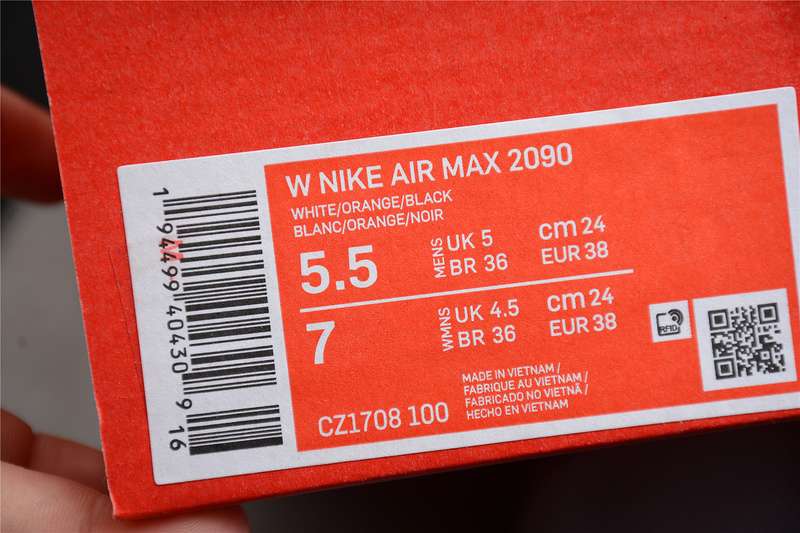 W NIKE AIR MAX 2090
WHITE/ORANGE/BLACK
BLANC/ORANGE/NOIR
5.5
MENS
UK 5
BR 36
cm 24
EUR 38
7
WMNS
UK 4.5
BR 36
cm 24
EUR 38
MADE IN VIETNAM /
FABRIQUE AU VIETNAM /
FABRICADO NO VIETNÃ /
HECHO EN VIETNAM
CZ1708 100
RFID
1 94499 40430 9 16